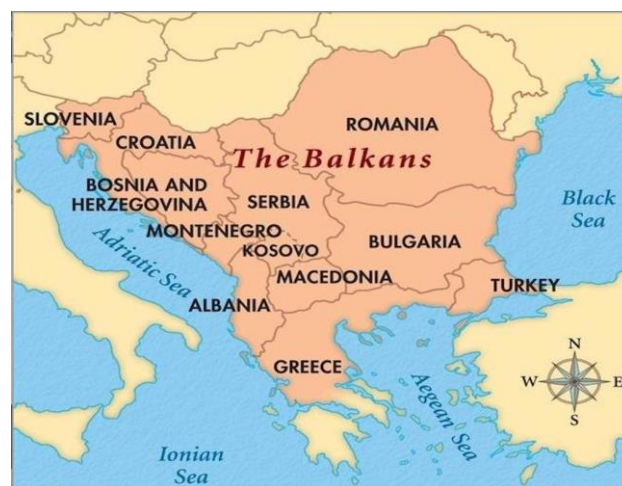 SLOVENIA
CROATIA
ROMANIA
The Balkans
BOSNIA AND
HERZEGOVINA
SERBIA
Black
Sea
MONTENEGRO
KOSOVO
BULGARIA
Adriatic Sea
MACEDONIA
ALBANIA
TURKEY
GREECE
Aegean Sea
N
W
E
S
Ionian
Sea